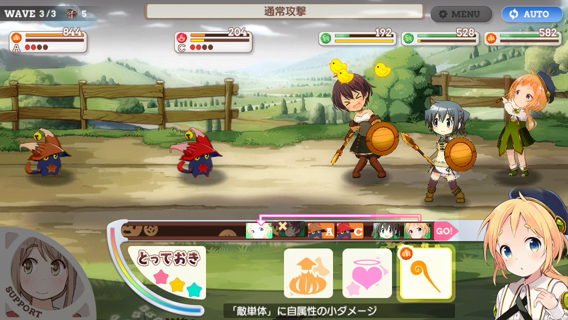 WAVE 3/3 5
通常攻撃
MENU
AUTO
844
A
204
C
192
528
582
A
C
GO!
とっておき
「敵単体」に自属性の小ダメージ
SUPPORT